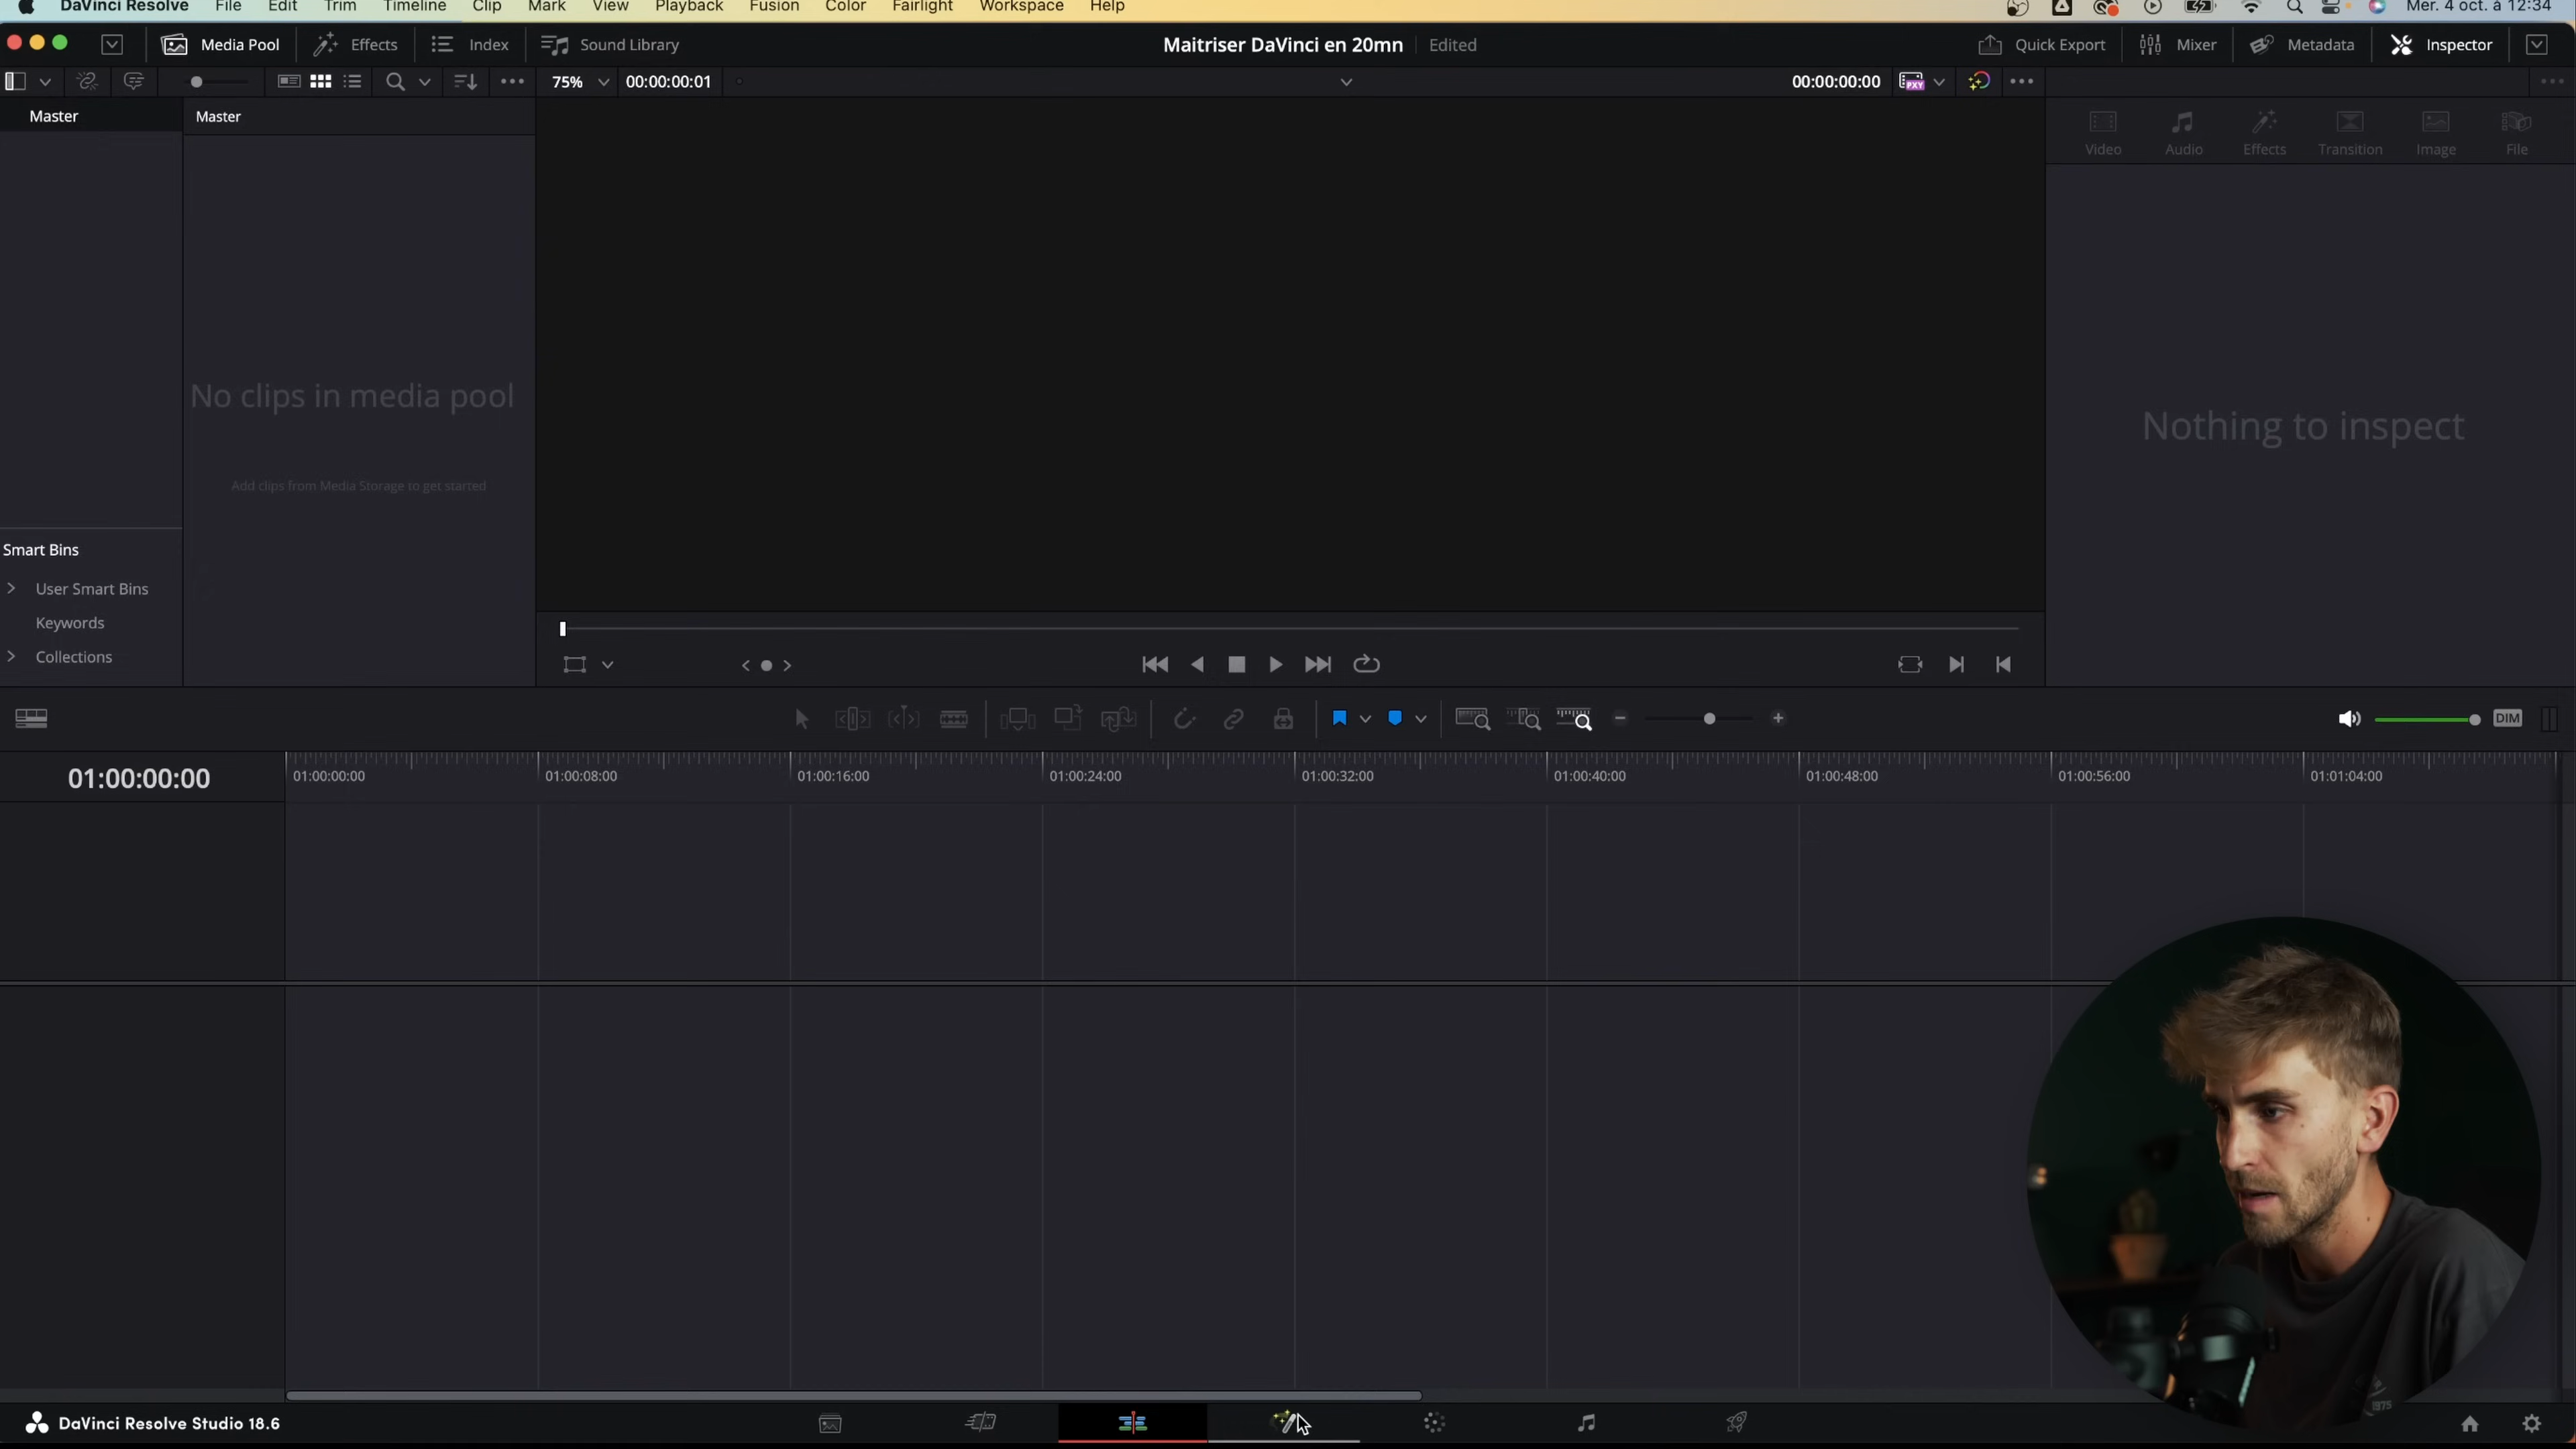 DaVinci Resolve File Edit Trim Timeline Clip Mark View Playback Fusion Color Fairlight Workspace Help Mer. 4 oct. à 12:34
Media Pool Effects Index Sound Library Maitriser DaVinci en 20mn Edited Quick Export Mixer Metadata Inspector
75% 00:00:00:01 00:00:00:00 PXY
Master Master
Video Audio Effects Transition Image File
No clips in media pool
Nothing to inspect
Add clips from Media Storage to get started
Smart Bins
User Smart Bins
Keywords
Collections
DIM
01:00:00:00 01:00:00:00 01:00:08:00 01:00:16:00 01:00:24:00 01:00:32:00 01:00:40:00 01:00:48:00 01:00:56:00 01:01:04:00
1975
DaVinci Resolve Studio 18.6